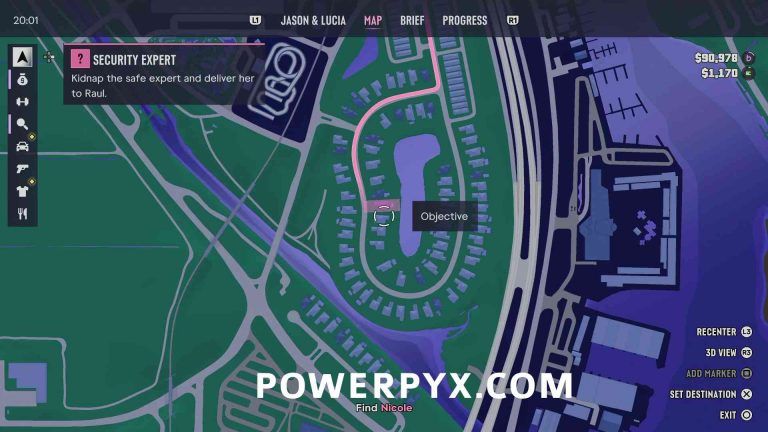 20:01
L1 JASON & LUCIA MAP BRIEF PROGRESS R1
? SECURITY EXPERT
Kidnap the safe expert and deliver her
to Raul.
$90,978
$1,170
Objective
RECENTER L3
3D VIEW R3
ADD MARKER
SET DESTINATION
EXIT
POWERPYX.COM
Find Nicole